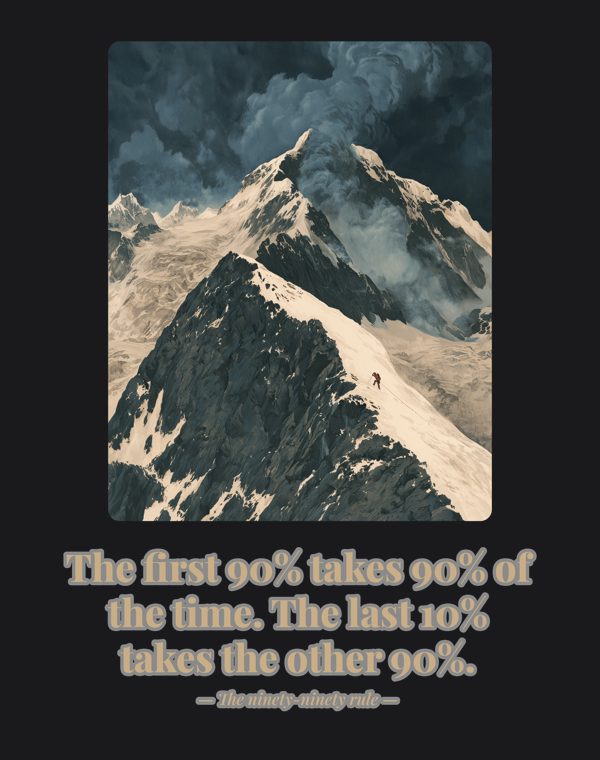 The first 90% takes 90% of
the time. The last 10%
takes the other 90%.
— The ninety-ninety rule —